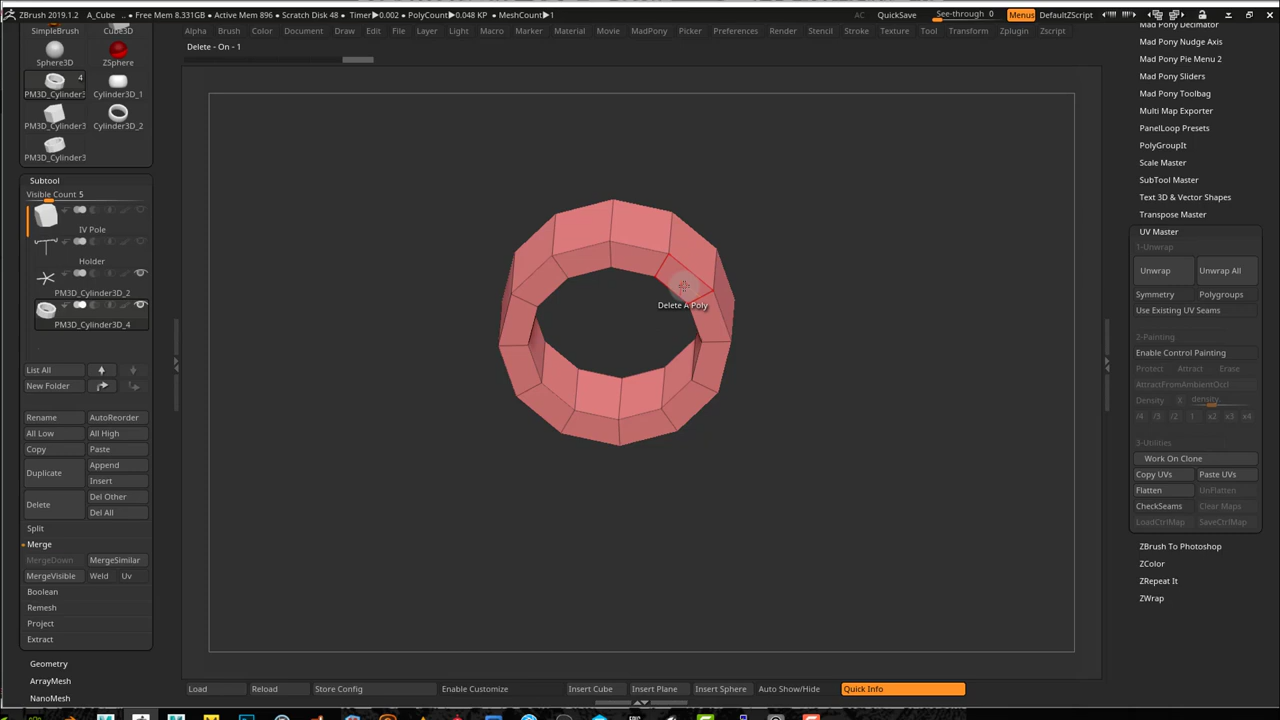 ZBrush 2019.1.2 A_Cube .. • Free Mem 8.331GB • Active Mem 896 • Scratch Disk 48 • Timer▶0.002 • PolyCount▶0.048 KP • MeshCount▶1 AC QuickSave See-through 0 Menus DefaultZScript
Alpha Brush Color Document Draw Edit File Layer Light Macro Marker Material Movie MadPony Picker Preferences Render Stencil Stroke Texture Tool Transform Zplugin Zscript
Delete - On - 1
SimpleBrush Cube3D
Sphere3D ZSphere
4
PM3D_Cylinder3 Cylinder3D_1
PM3D_Cylinder3 Cylinder3D_2
PM3D_Cylinder3
Subtool
Visible Count 5
IV Pole
Holder
PM3D_Cylinder3D_2
PM3D_Cylinder3D_4
List All
New Folder
Rename AutoReorder
All Low All High
Copy Paste
Duplicate Append
Insert
Delete Del Other
Del All
Split
Merge
MergeDown MergeSimilar
MergeVisible Weld Uv
Boolean
Remesh
Project
Extract
Geometry
ArrayMesh
NanoMesh
Delete A Poly
Load Reload Store Config Enable Customize Insert Cube Insert Plane Insert Sphere Auto Show/Hide Quick Info
Mad Pony Decimator
Mad Pony Nudge Axis
Mad Pony Pie Menu 2
Mad Pony Sliders
Mad Pony Toolbag
Multi Map Exporter
PanelLoop Presets
PolyGroupIt
Scale Master
SubTool Master
Text 3D & Vector Shapes
Transpose Master
UV Master
1-Unwrap
Unwrap Unwrap All
Symmetry Polygroups
Use Existing UV Seams
2-Painting
Enable Control Painting
Protect Attract Erase
AttractFromAmbientOccl
Density X density
/4 /3 /2 1 x2 x3 x4
3-Utilities
Work On Clone
Copy UVs Paste UVs
Flatten UnFlatten
CheckSeams Clear Maps
LoadCtrlMap SaveCtrlMap
ZBrush To Photoshop
ZColor
ZRepeat It
ZWrap